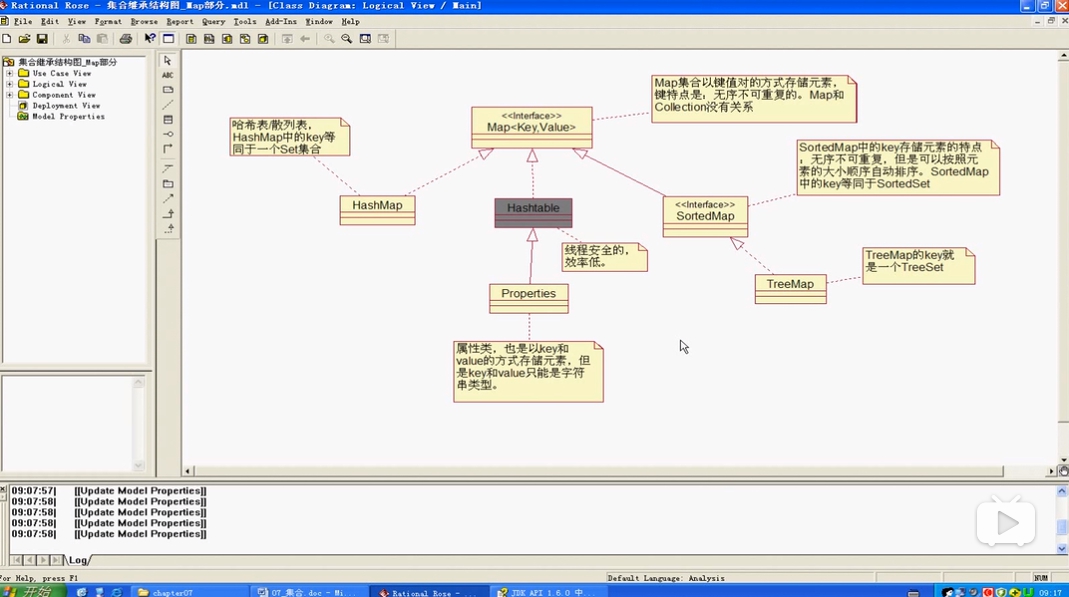 Rational Rose - 集合继承结构图_Map部分.mdl - [Class Diagram: Logical View / Main]
File Edit View Format Browse Report Query Tools Add-Ins Window Help
集合继承结构图_Map部分
Use Case View
Logical View
Component View
Deployment View
Model Properties
ABC
Map集合以键值对的方式存储元素，
键特点是：无序不可重复的。Map和
Collection没有关系
<<Interface>>
Map<Key,Value>
哈希表/散列表，
HashMap中的key等
同于一个Set集合
SortedMap中的key存储元素的特点
，无序不可重复，但是可以按照元
素的大小顺序自动排序。SortedMap
中的key等同于SortedSet
HashMap
Hashtable
<<Interface>>
SortedMap
线程安全的，
效率低。
TreeMap的key就
是一个TreeSet
TreeMap
Properties
属性类，也是以key和
value的方式存储元素，但
是key和value只能是字符
串类型。
09:07:57| [[Update Model Properties]]
09:07:58| [[Update Model Properties]]
09:07:58| [[Update Model Properties]]
09:07:58| [[Update Model Properties]]
09:07:58| [[Update Model Properties]]
Log
For Help, press F1
Default Language: Analysis
NUM
开始
chapter07
07_集合.doc - Mi...
Rational Rose - ...
JDK API 1.6.0 中...
09:17